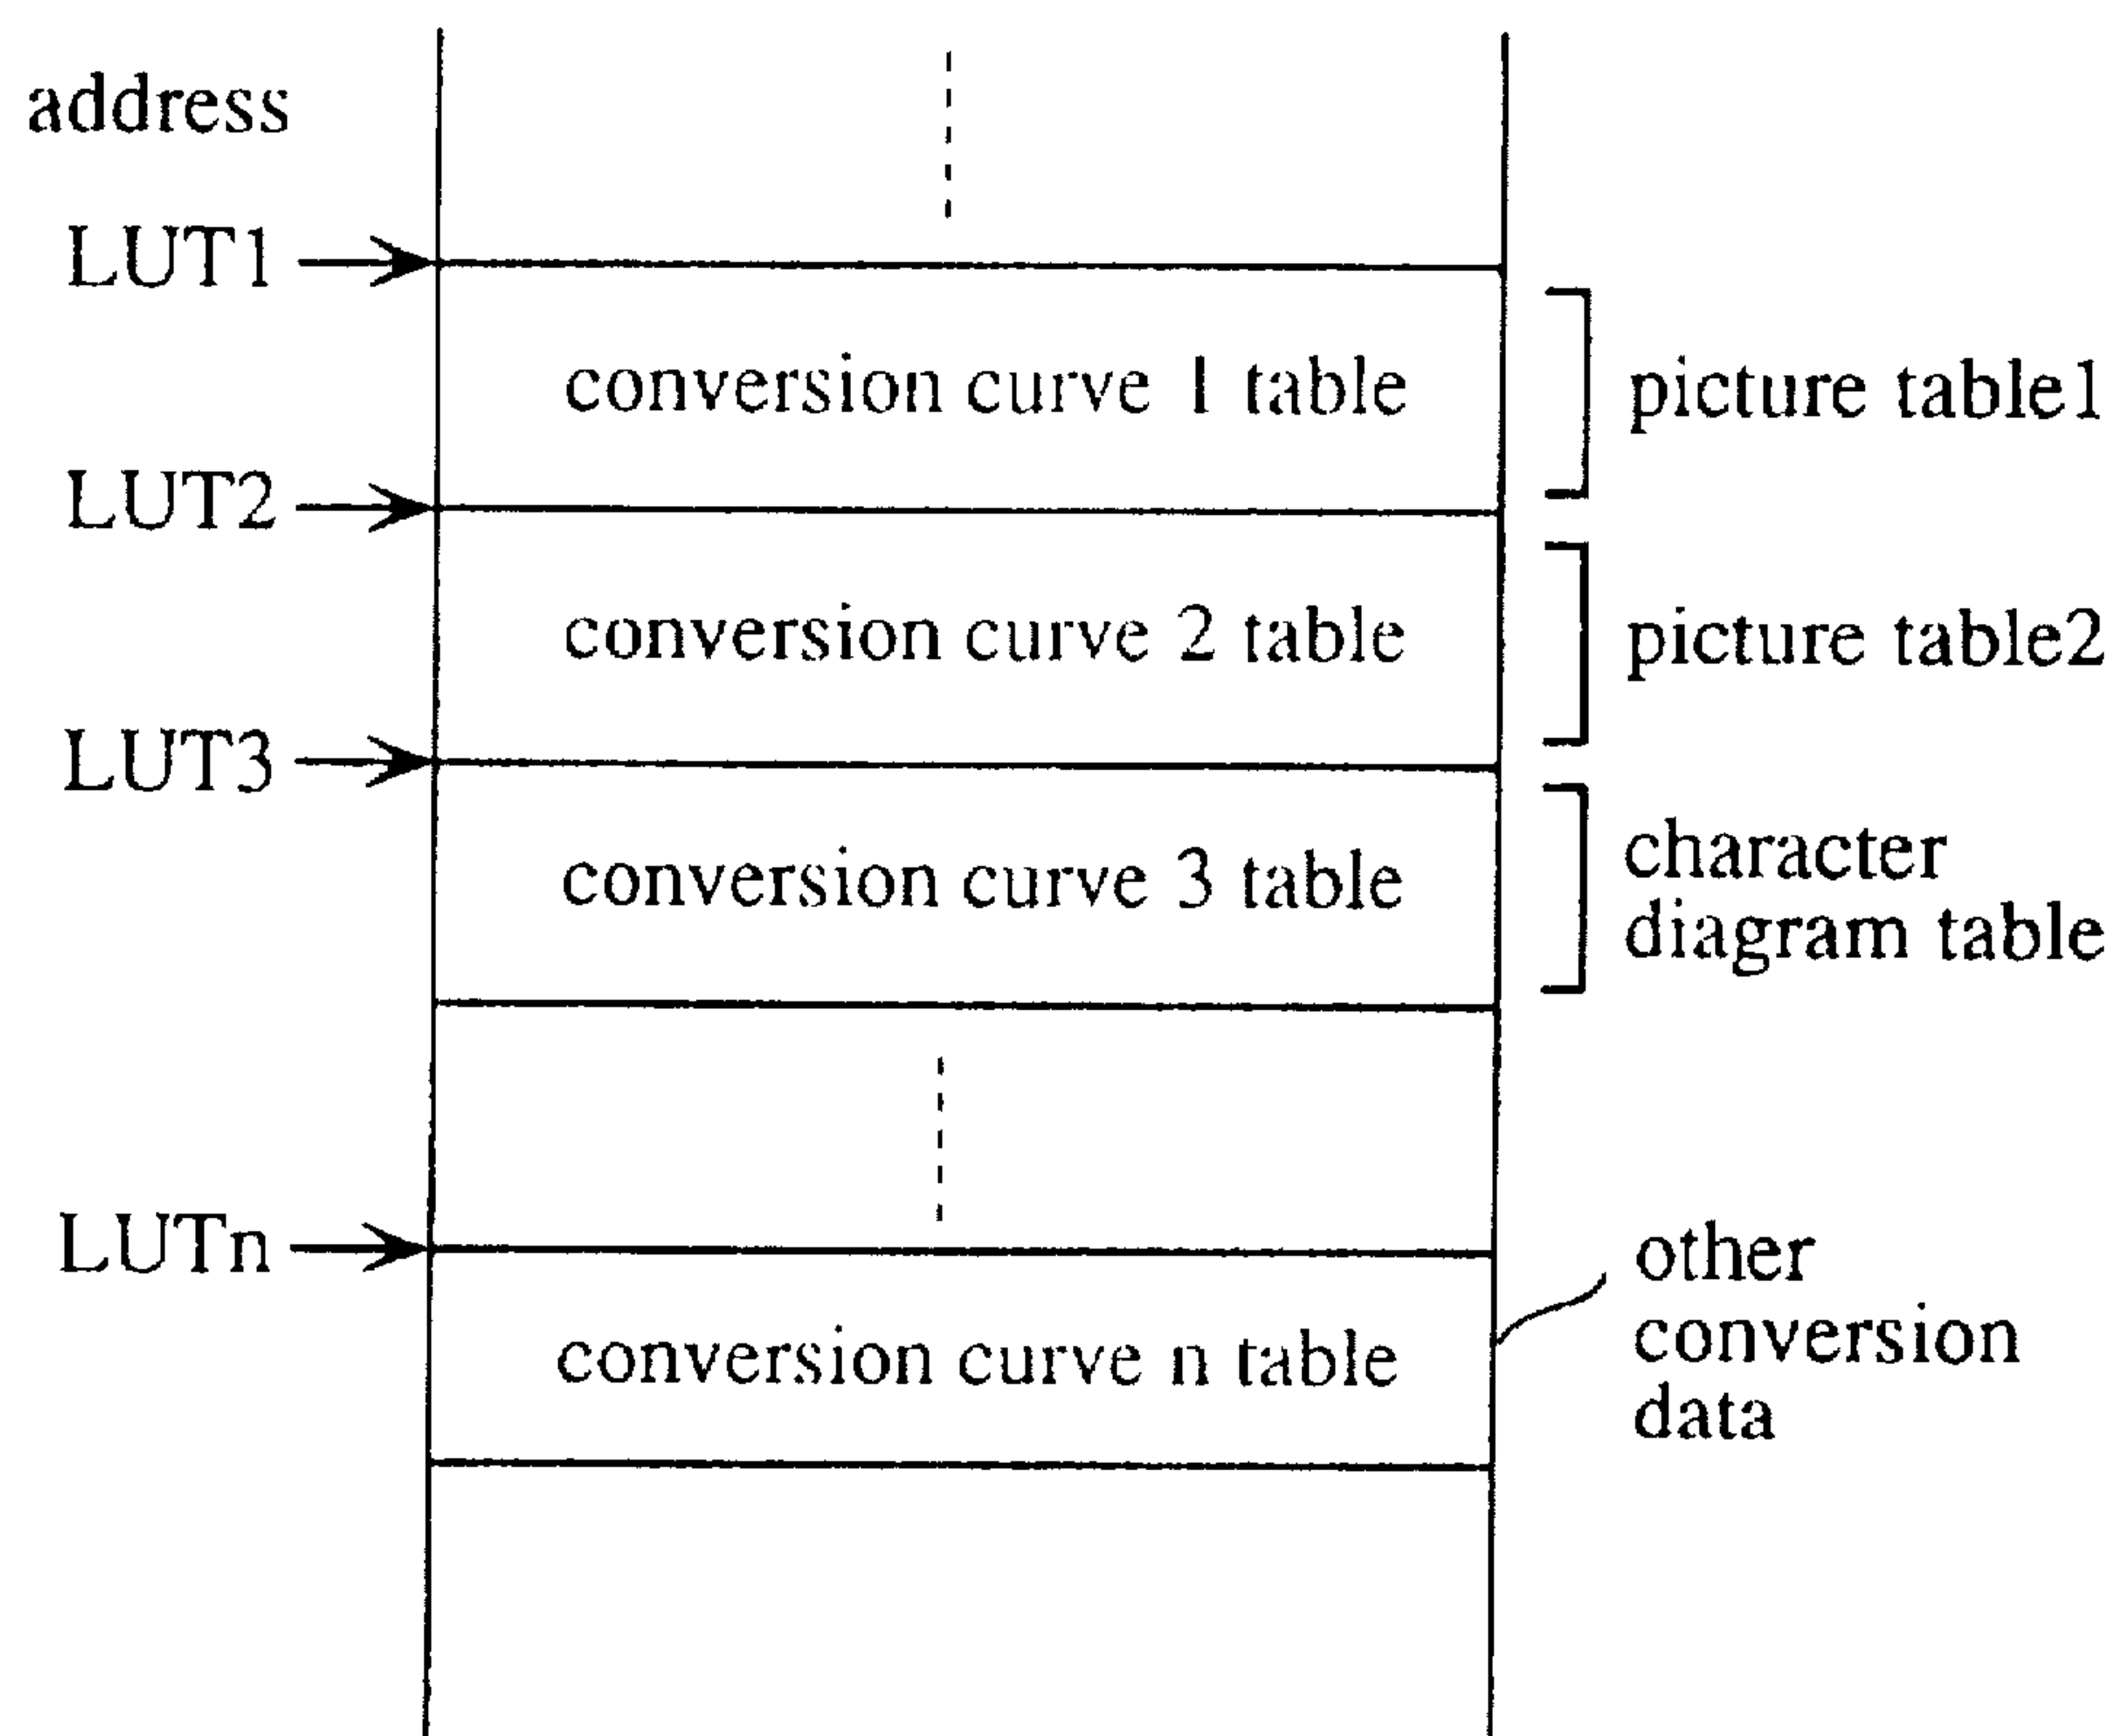 address
LUT1
conversion curve 1 table
picture table1
LUT2
conversion curve 2 table
picture table2
LUT3
conversion curve 3 table
character
diagram table
LUTn
conversion curve n table
other
conversion
data